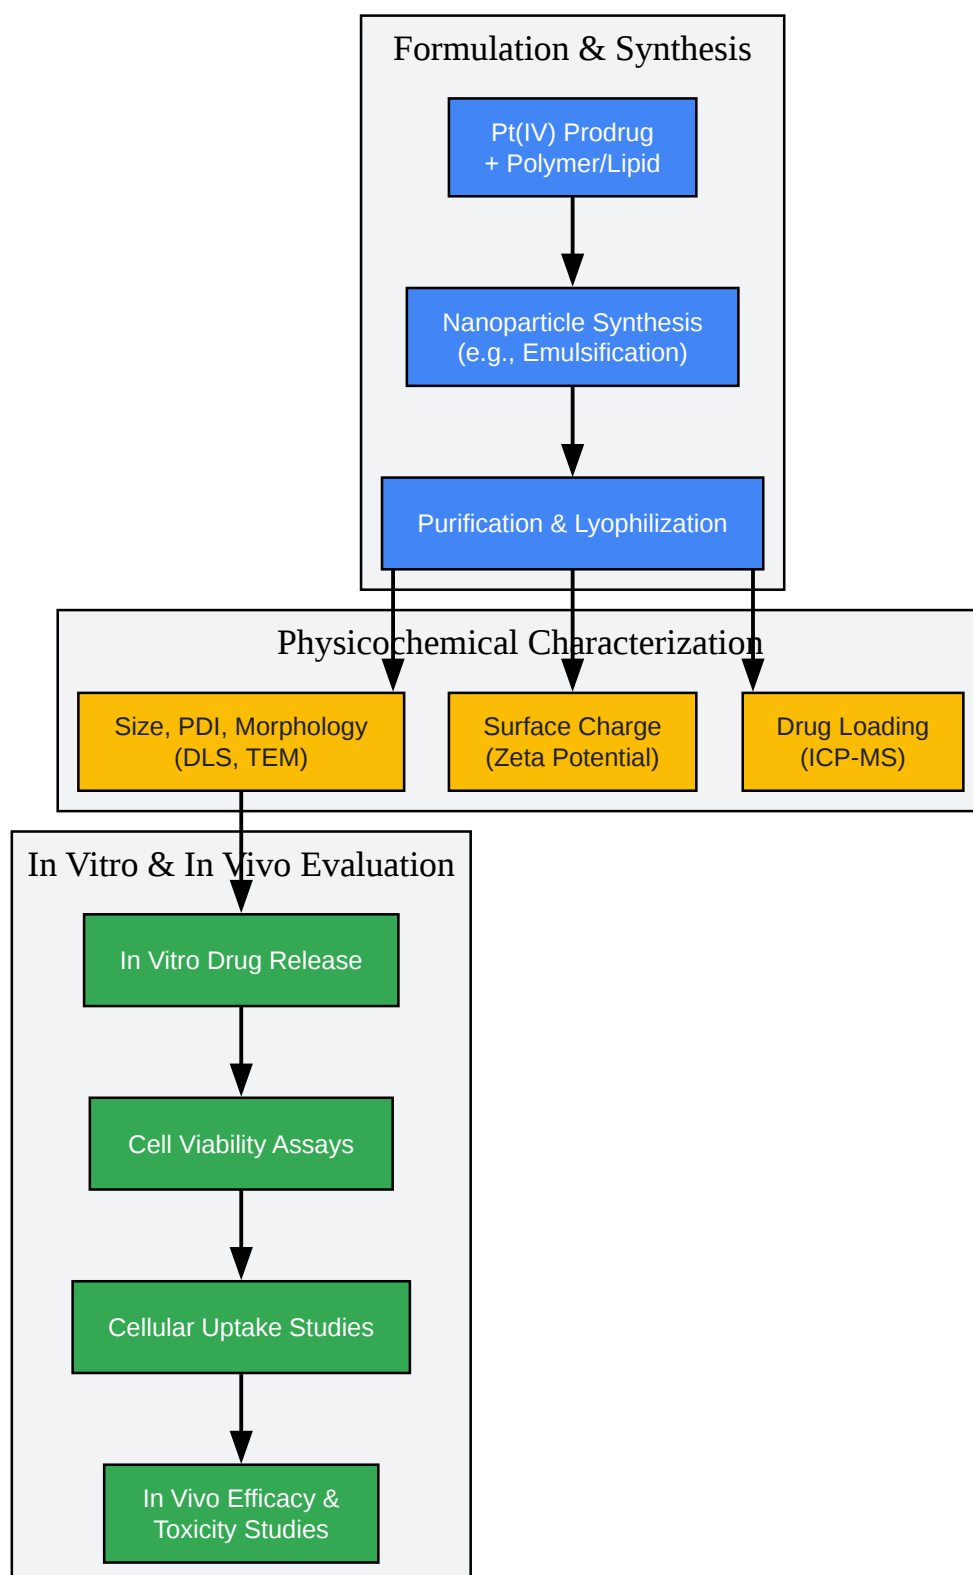 Formulation & Synthesis
Pt(IV) Prodrug
+ Polymer/Lipid
Nanoparticle Synthesis
(e.g., Emulsification)
Purification & Lyophilization
Physicochemical Characterization
Size, PDI, Morphology
(DLS, TEM)
Surface Charge
(Zeta Potential)
Drug Loading
(ICP-MS)
In Vitro & In Vivo Evaluation
In Vitro Drug Release
Cell Viability Assays
Cellular Uptake Studies
In Vivo Efficacy &
Toxicity Studies